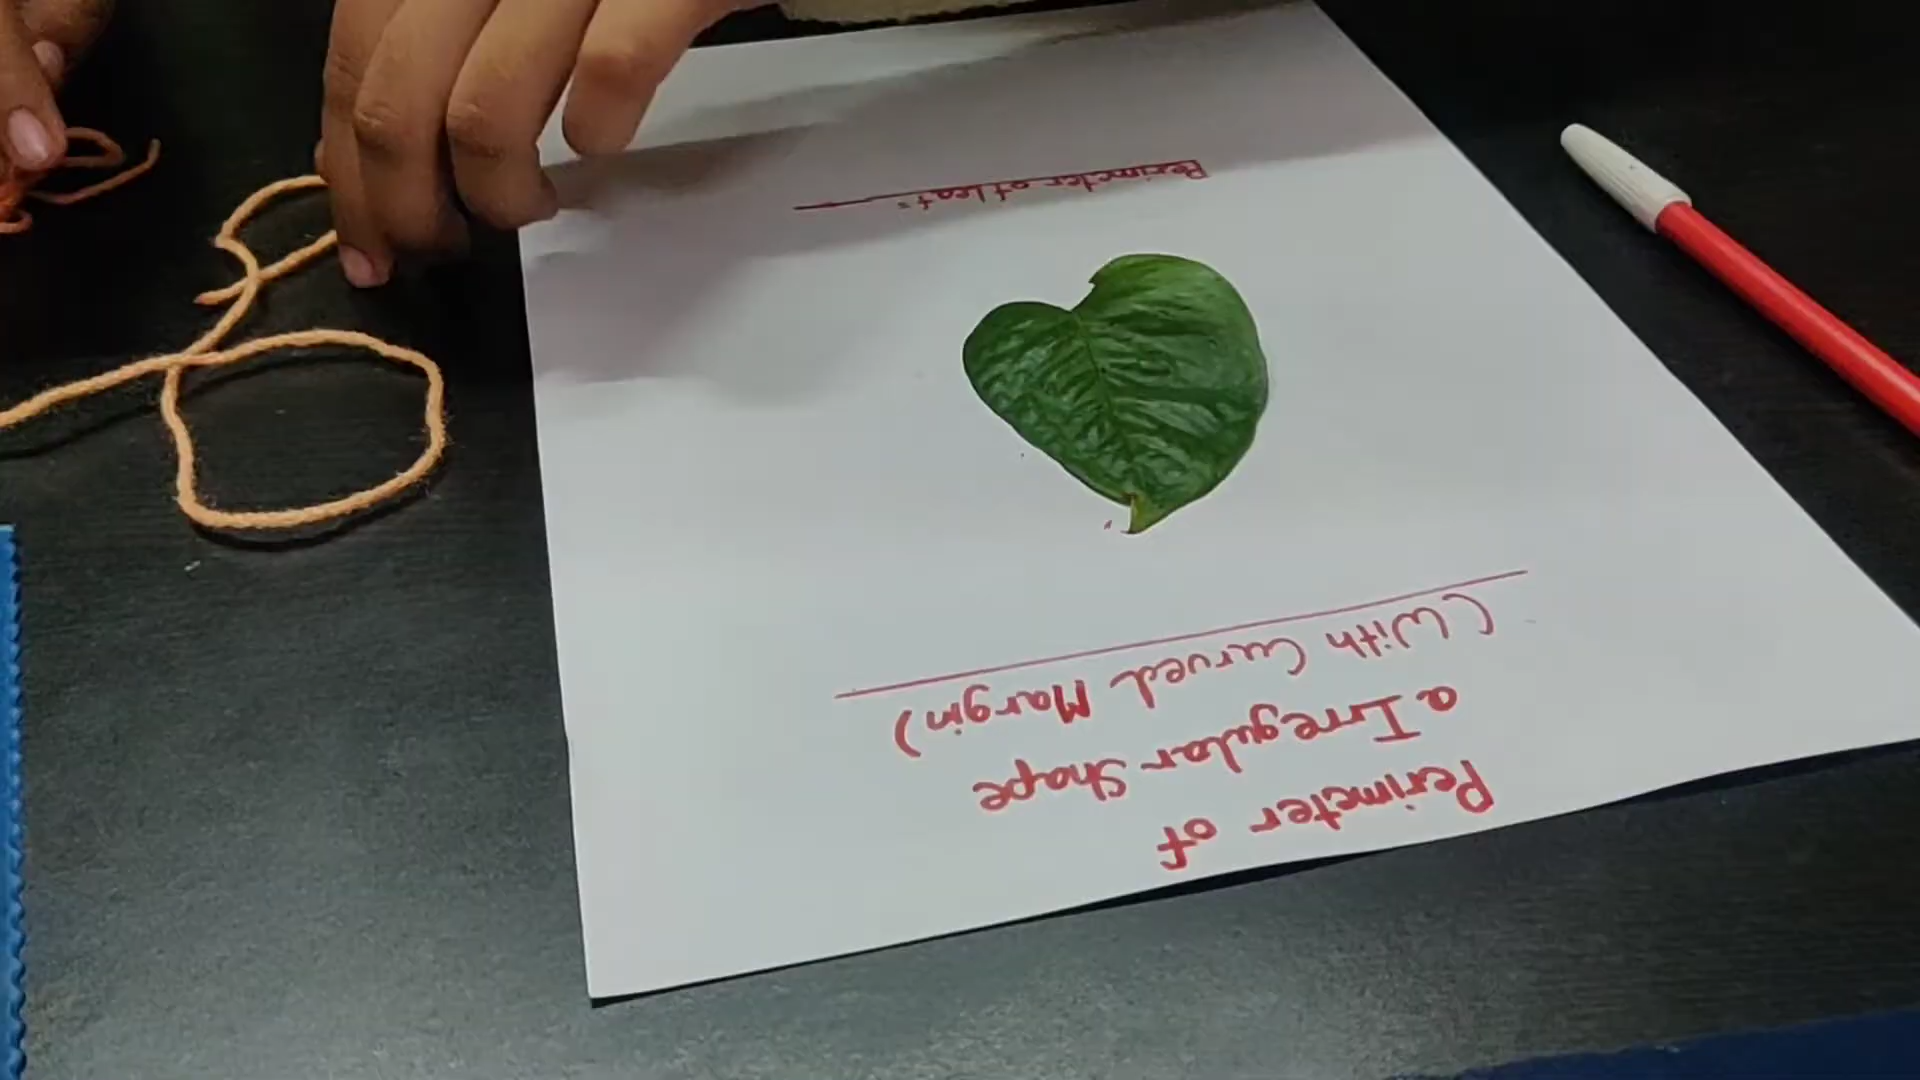 Perimeter of
a Irregular Shape
(With Curved Margin)
Perimeter of Leaf =